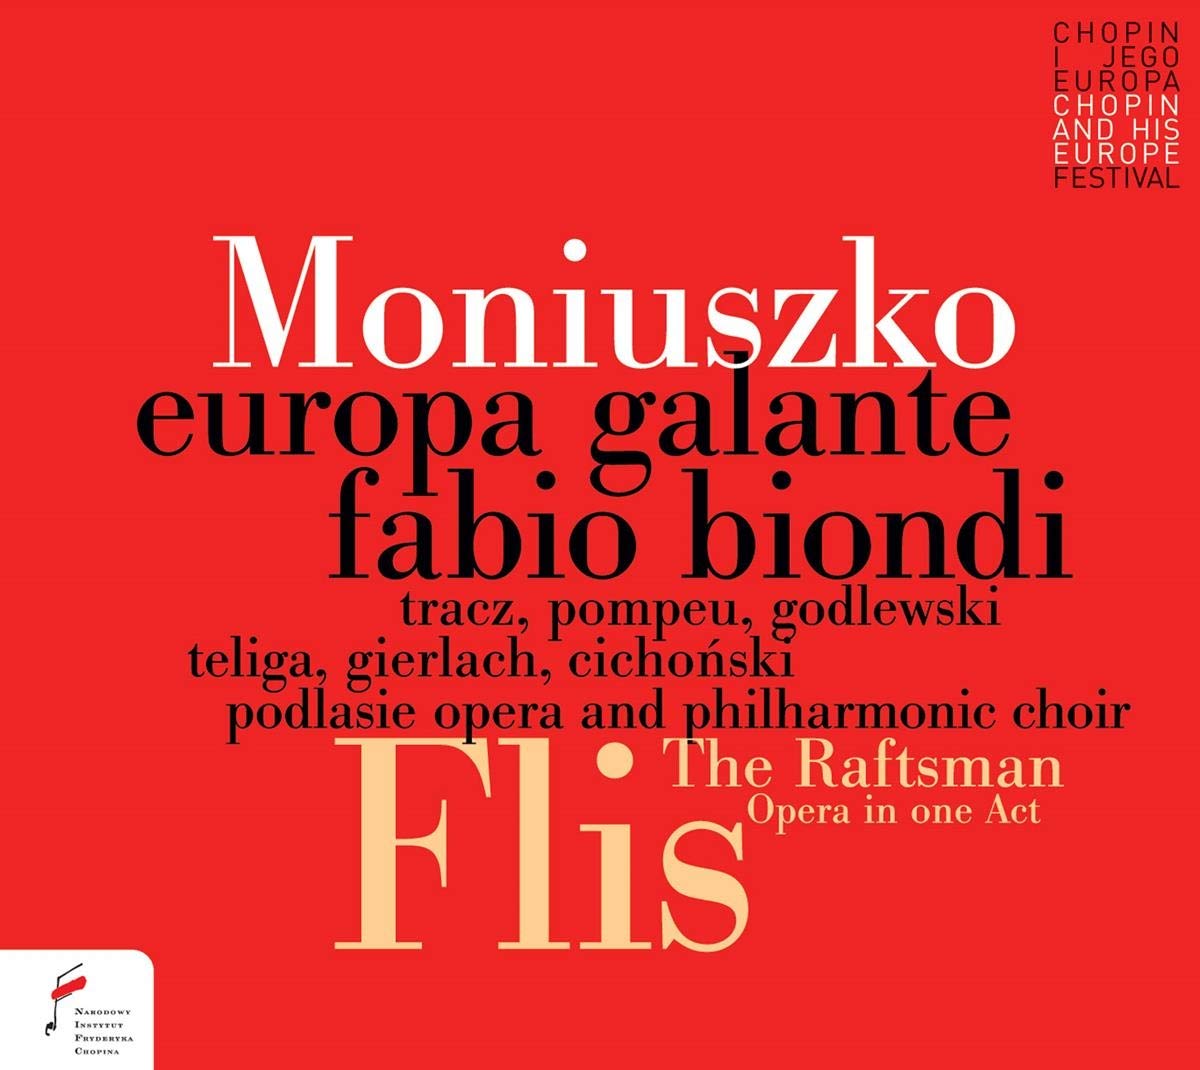 CHOPIN
I JEGO
EUROPA
CHOPIN
AND HIS
EUROPE
FESTIVAL
Moniuszko
europa galante
fabio biondi
tracz, pompeu, godlewski
teliga, gierlach, cichoński
podlasie opera and philharmonic choir
Flis
The Raftsman
Opera in one Act
NARODOWY
INSTYTUT
FRYDERYKA
CHOPINA